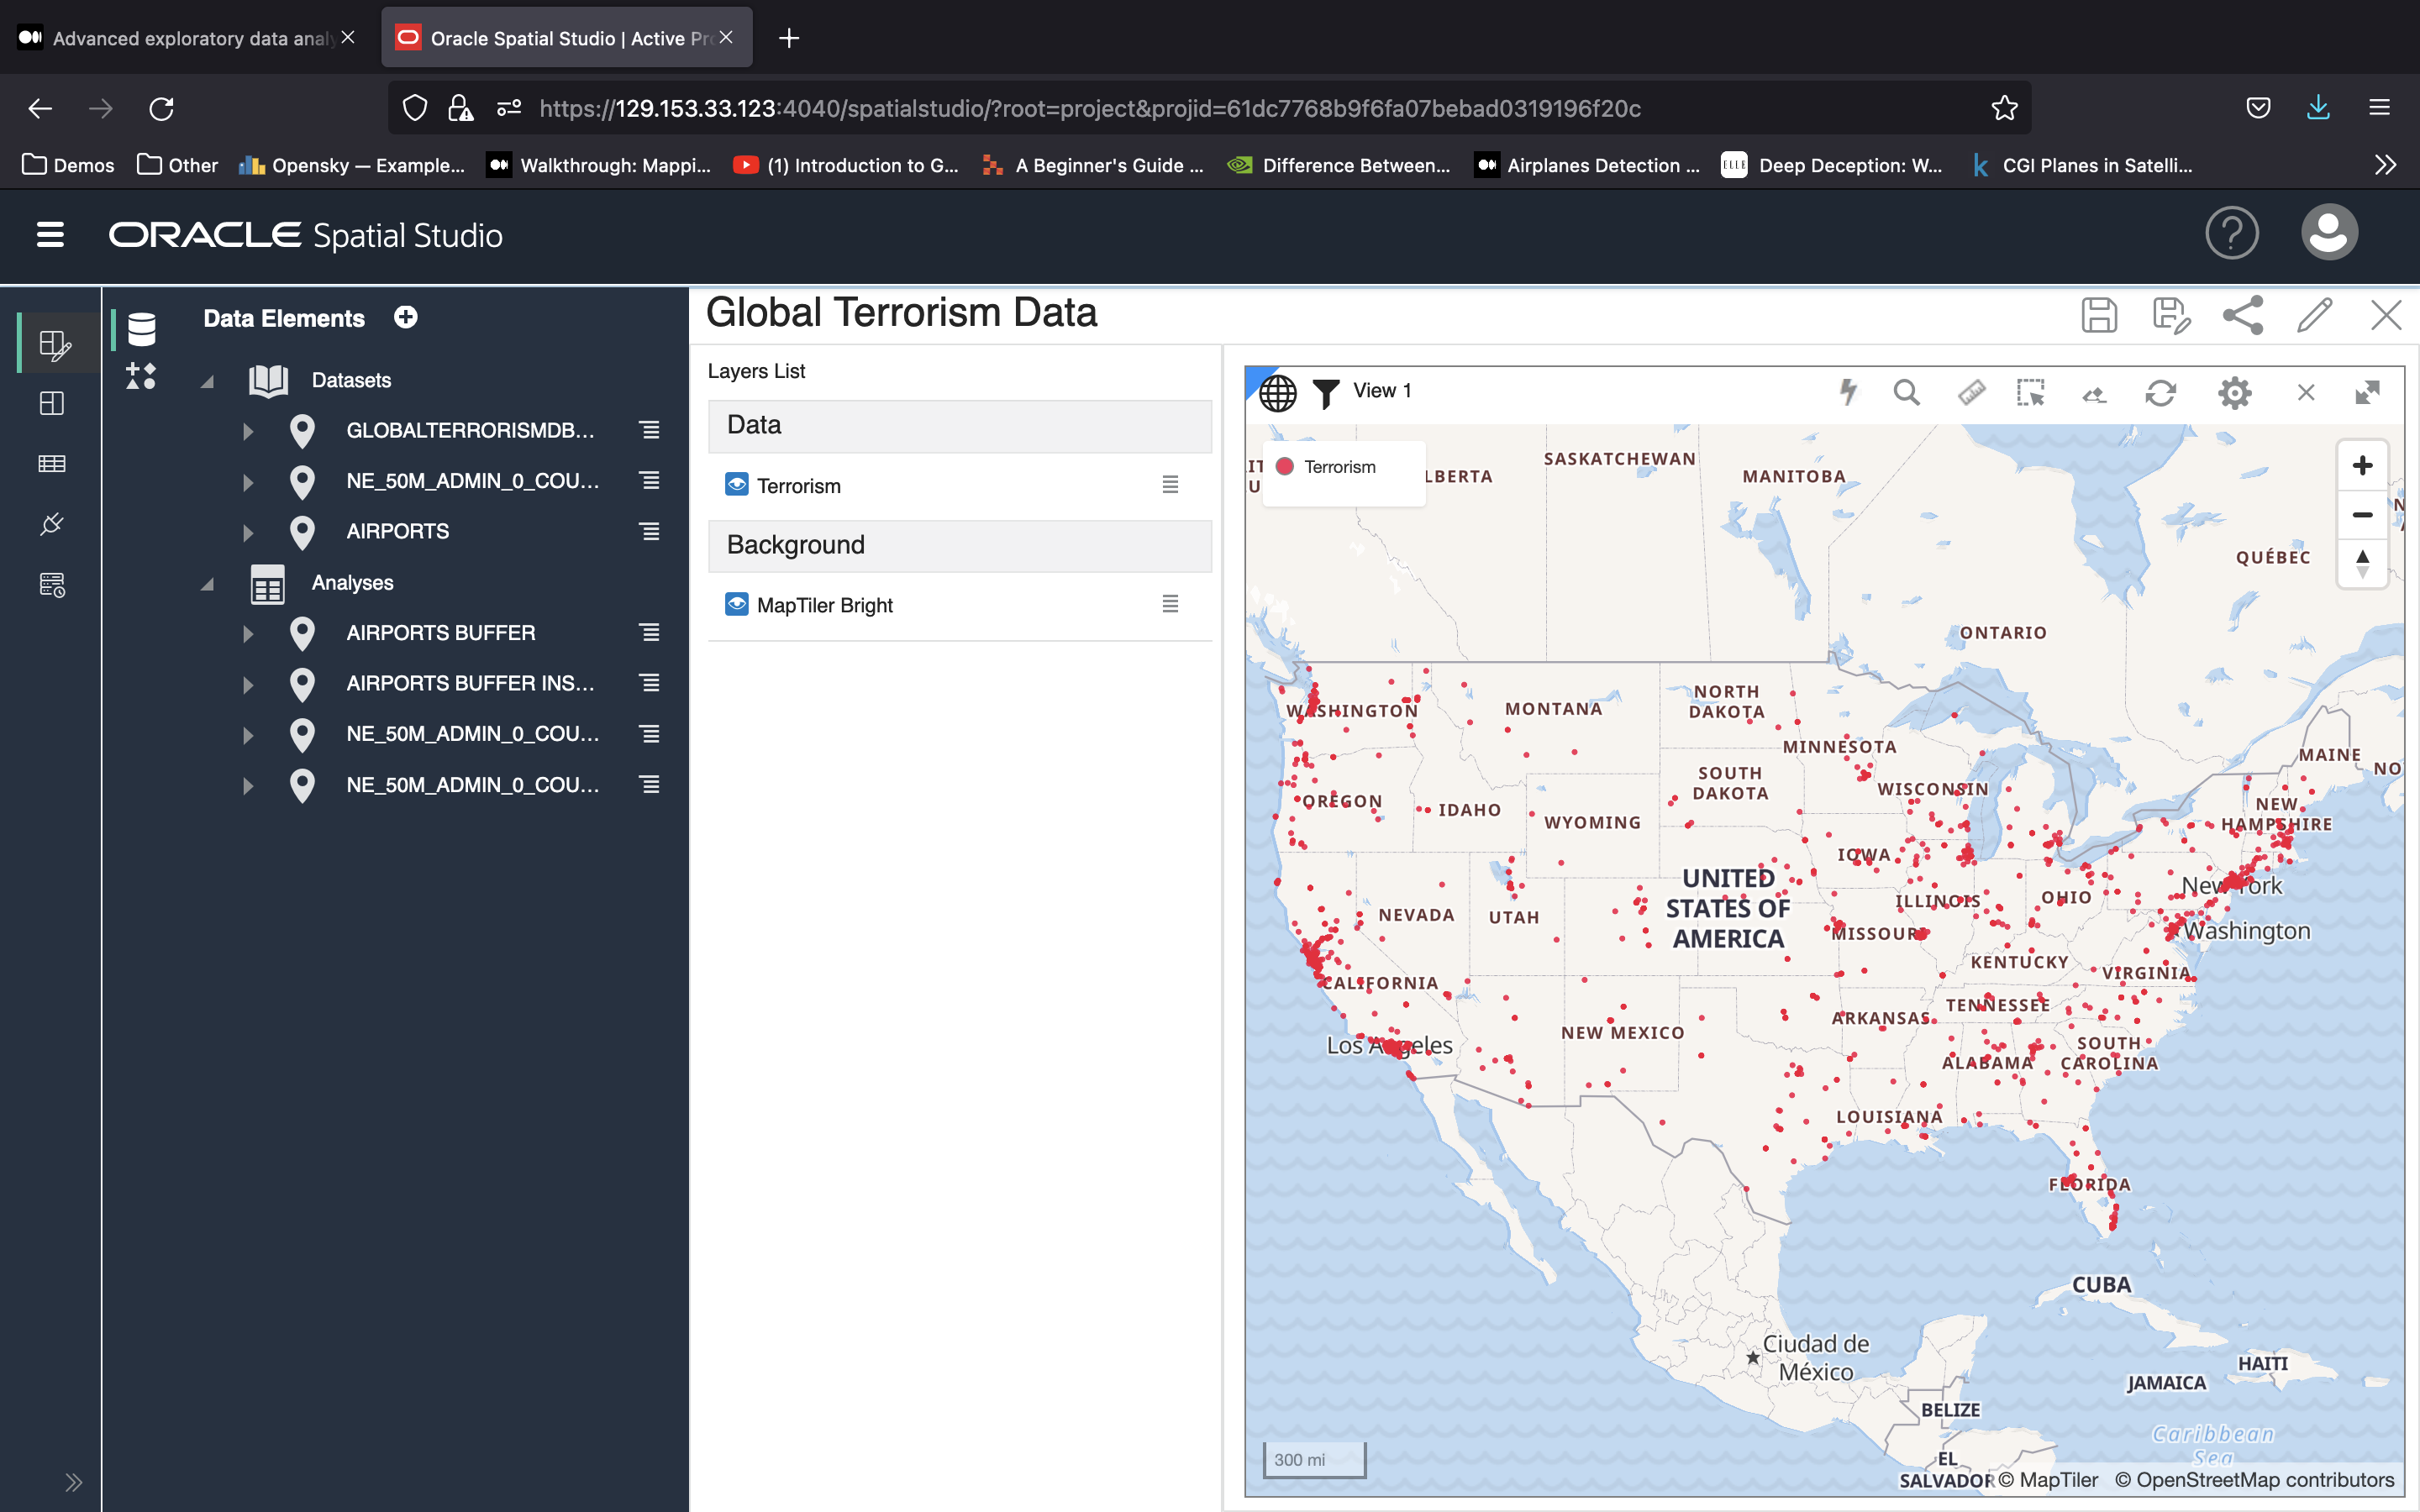 Advanced exploratory data anal
Oracle Spatial Studio | Active Pro
https://129.153.33.123:4040/spatialstudio/?root=project&projid=61dc7768b9f6fa07bebad0319196f20c
Demos
Other
Opensky — Example...
Walkthrough: Mappi...
(1) Introduction to G...
A Beginner's Guide ...
Difference Between...
Airplanes Detection ...
ELLE
Deep Deception: W...
k
CGI Planes in Satelli...
ORACLE Spatial Studio
Data Elements
Datasets
GLOBALTERRORISMDB...
NE_50M_ADMIN_0_COU...
AIRPORTS
Analyses
AIRPORTS BUFFER
AIRPORTS BUFFER INS...
NE_50M_ADMIN_0_COU...
NE_50M_ADMIN_0_COU...
Global Terrorism Data
Layers List
Data
Terrorism
Background
MapTiler Bright
View 1
Terrorism
LBERTA
SASKATCHEWAN
MANITOBA
QUÉBEC
ONTARIO
WASHINGTON
MONTANA
NORTH
DAKOTA
MINNESOTA
MAINE
NO
OREGON
IDAHO
WYOMING
SOUTH
DAKOTA
WISCONSIN
NEW
HAMPSHIRE
IOWA
UNITED
STATES OF
AMERICA
NEVADA
UTAH
ILLINOIS
OHIO
New York
Washington
MISSOURI
CALIFORNIA
KENTUCKY
VIRGINIA
TENNESSEE
ARKANSAS
NEW MEXICO
Los Angeles
ALABAMA
SOUTH
CAROLINA
LOUISIANA
FLORIDA
CUBA
Ciudad de
México
HAITI
JAMAICA
BELIZE
Caribbean
Sea
EL
SALVADOR
300 mi
© MapTiler © OpenStreetMap contributors